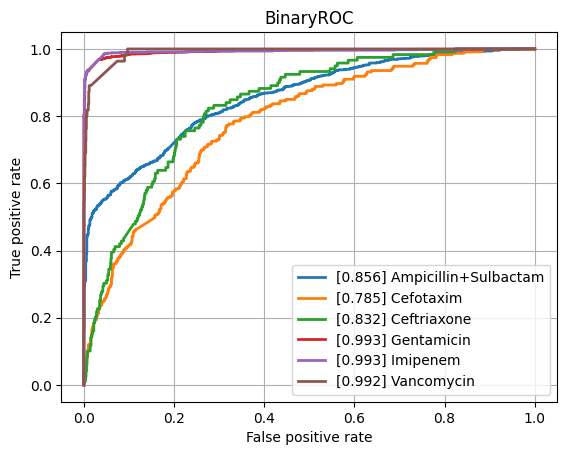 BinaryROC
True positive rate
1.0
0.8
0.6
0.4
0.2
0.0
[0.856] Ampicillin+Sulbactam
[0.785] Cefotaxim
[0.832] Ceftriaxone
[0.993] Gentamicin
[0.993] Imipenem
[0.992] Vancomycin
0.0 0.2 0.4 0.6 0.8 1.0
False positive rate